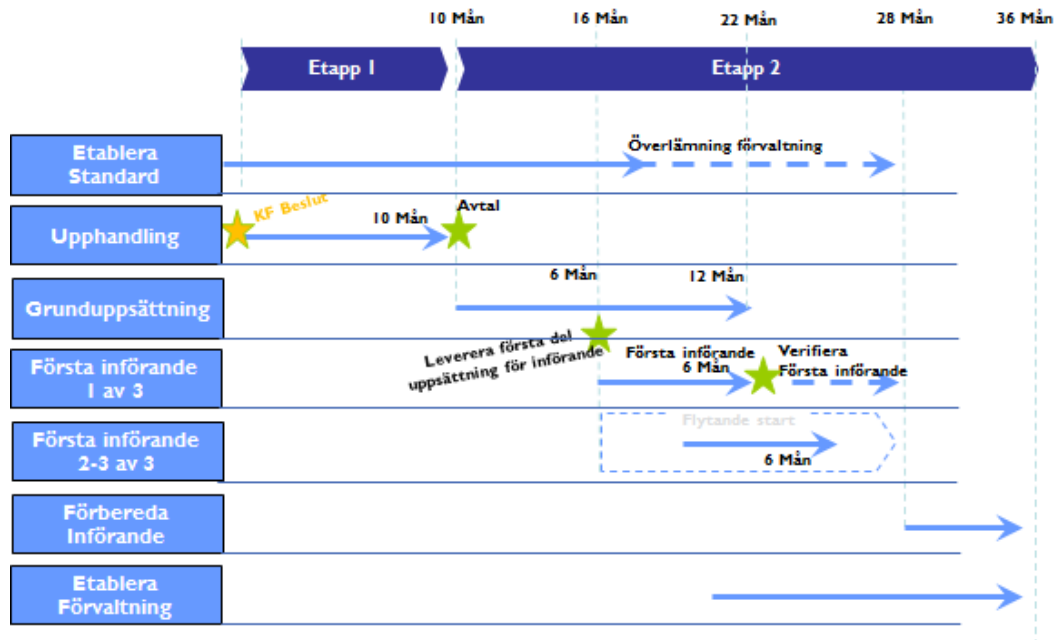 10 Mån
16 Mån
22 Mån
28 Mån
36 Mån
Etapp 1
Etapp 2
Etablera
Standard
Överlämning förvaltning
Upphandling
KF Beslut
10 Mån
Avtal
Grunduppsättning
6 Mån
12 Mån
Leverera första del
uppsättning för införande
Första införande
1 av 3
Första införande
6 Mån
Verifiera
Första införande
Första införande
2-3 av 3
Flytande start
6 Mån
Förbereda
Införande
Etablera
Förvaltning